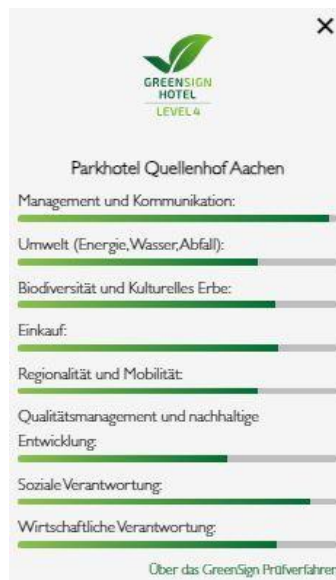 GREENSIGN
HOTEL
LEVEL 4
Parkhotel Quellenhof Aachen
Management und Kommunikation:
Umwelt (Energie, Wasser, Abfall):
Biodiversität und Kulturelles Erbe:
Einkauf:
Regionalität und Mobilität:
Qualitätsmanagement und nachhaltige
Entwicklung:
Soziale Verantwortung:
Wirtschaftliche Verantwortung:
Über das GreenSign Prüfverfahren